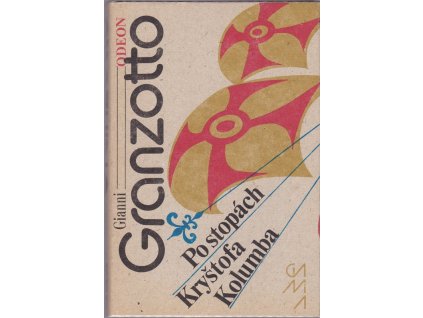 Gianni
Granzotto
ODEON
Po stopách
Kryštofa
Kolumba